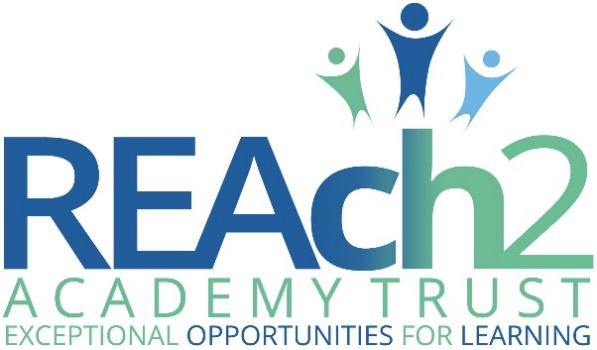 REAch2
ACADEMY TRUST
EXCEPTIONAL OPPORTUNITIES FOR LEARNING